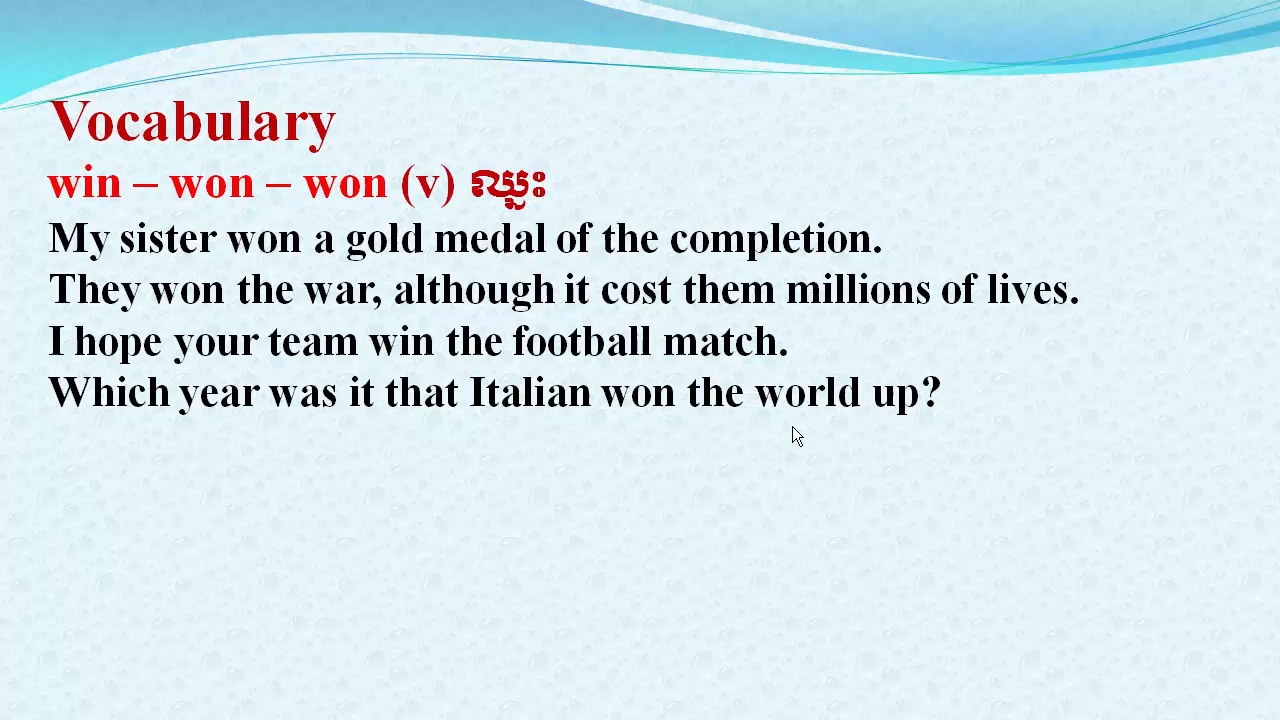 Vocabulary
win – won – won (v) ឈ្នះ
My sister won a gold medal of the completion.
They won the war, although it cost them millions of lives.
I hope your team win the football match.
Which year was it that Italian won the world up?